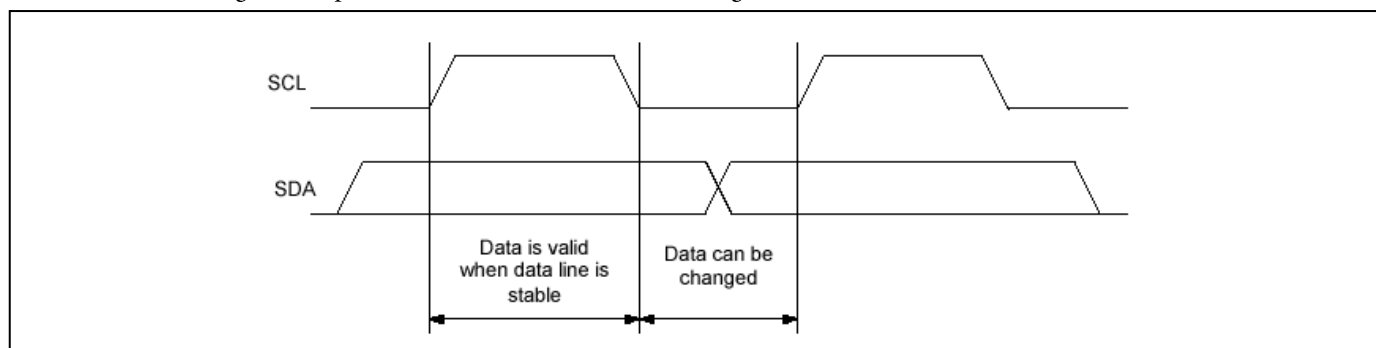 SCL
SDA
Data is valid
when data line is
stable
Data can be
changed